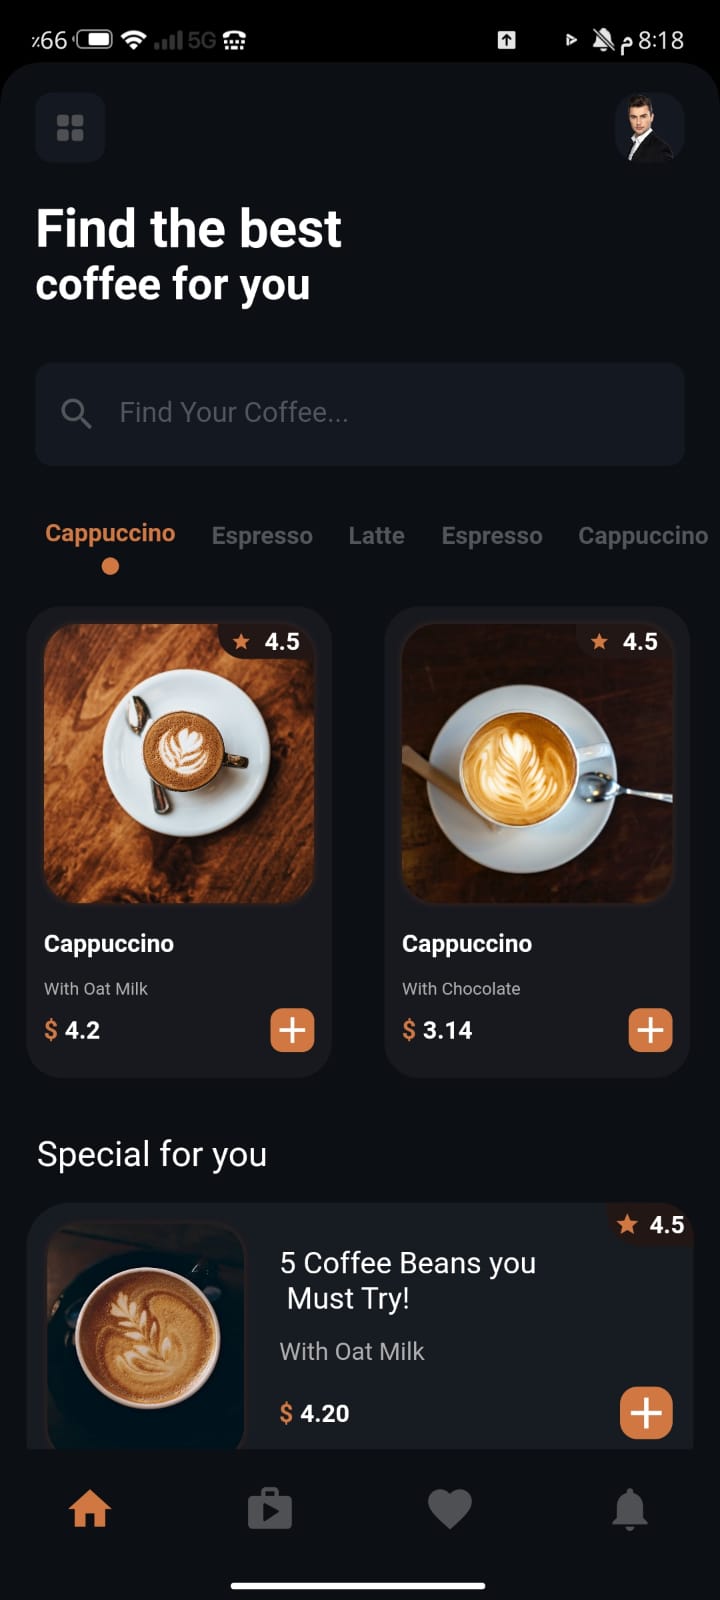 ٪66 5G م 8:18
Find the best
coffee for you
Find Your Coffee...
Cappuccino Espresso Latte Espresso Cappuccino
4.5 4.5
Cappuccino Cappuccino
With Oat Milk With Chocolate
$ 4.2 $ 3.14
Special for you
4.5
5 Coffee Beans you
Must Try!
With Oat Milk
$ 4.20